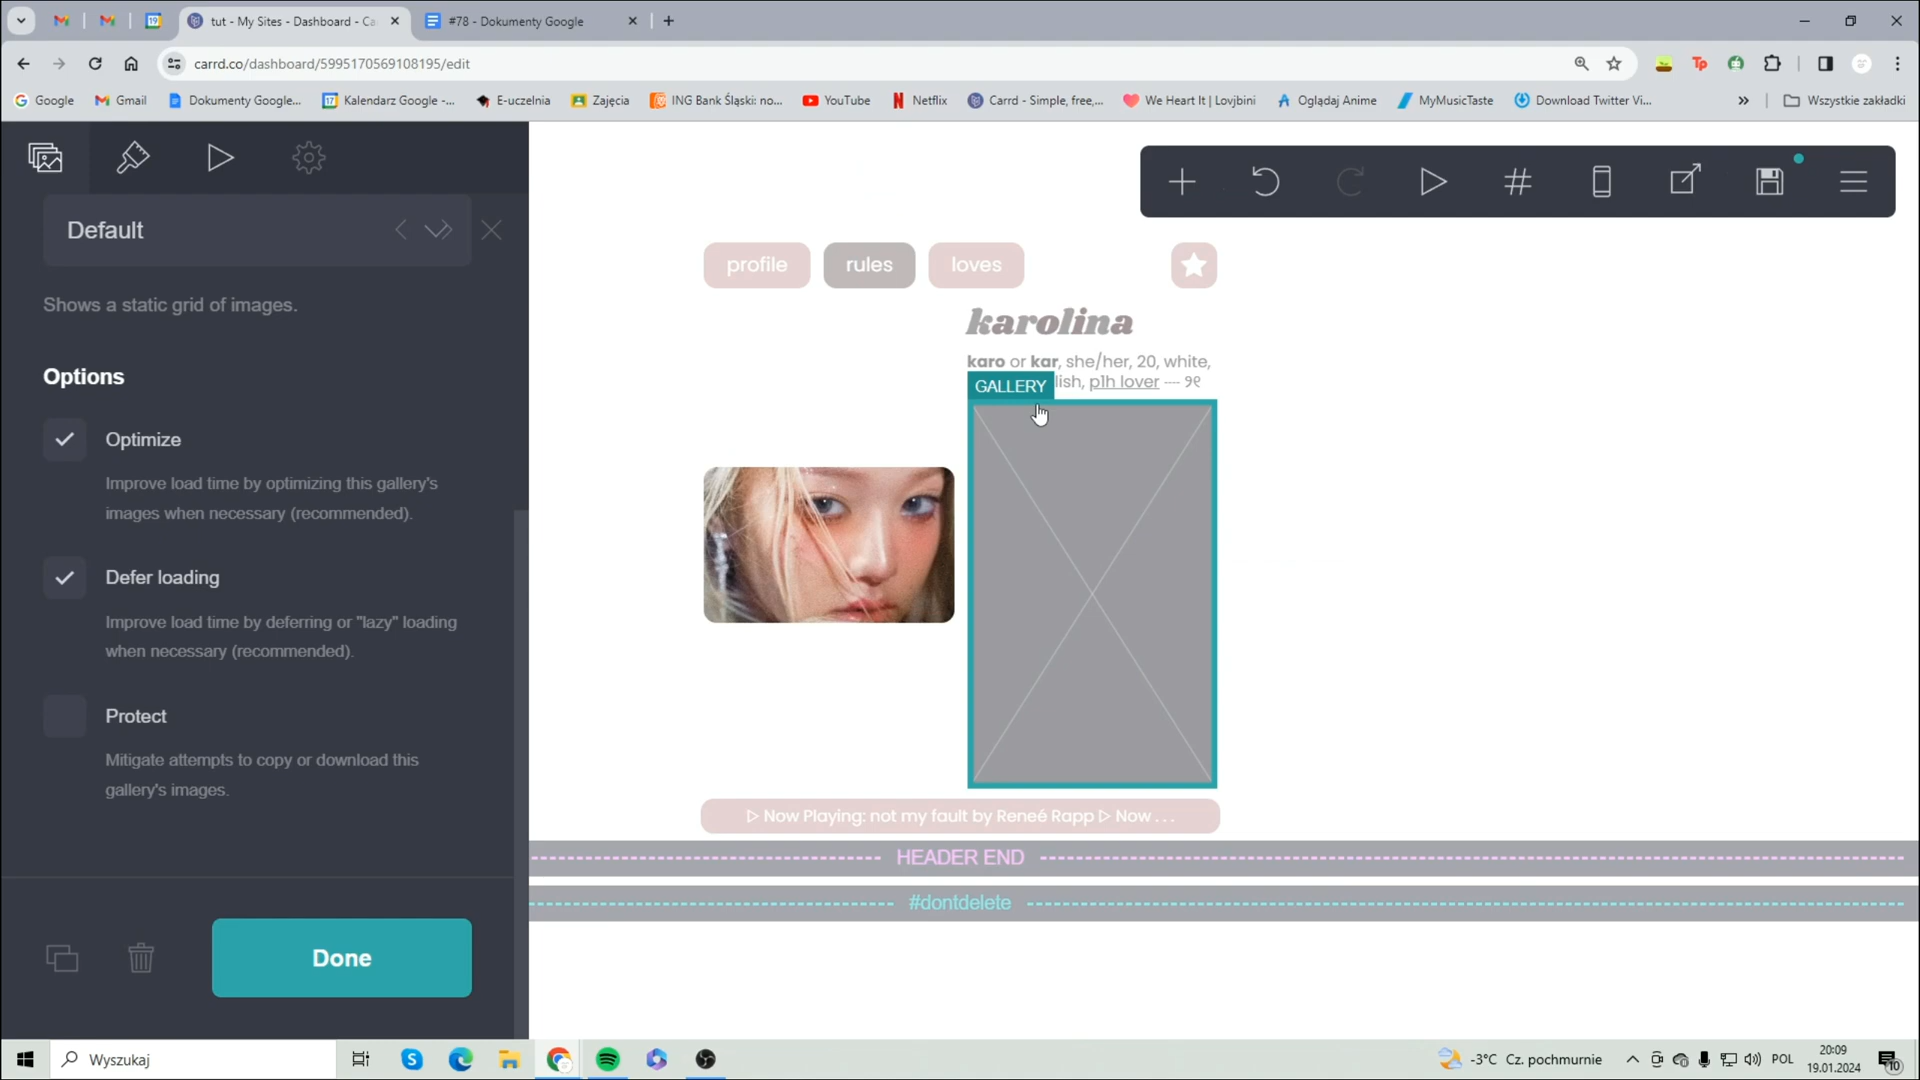 tut - My Sites - Dashboard - Ca
#78 - Dokumenty Google
carrd.co/dashboard/5995170569108195/edit
Google
Gmail
Dokumenty Google...
Kalendarz Google -...
E-uczelnia
Zajęcia
ING Bank Śląski: no...
YouTube
Netflix
Carrd - Simple, free,...
We Heart It | Lovjbini
Oglądaj Anime
MyMusicTaste
Download Twitter Vi...
»
Wszystkie zakładki
Default
Shows a static grid of images.
Options
Optimize
Improve load time by optimizing this gallery's
images when necessary (recommended).
Defer loading
Improve load time by deferring or "lazy" loading
when necessary (recommended).
Protect
Mitigate attempts to copy or download this
gallery's images.
Done
profile
rules
loves
karolina
karo or kar, she/her, 20, white,
lish, p1h lover ---- ୨୧
GALLERY
▷ Now Playing: not my fault by Reneé Rapp ▷ Now . . .
HEADER END
#dontdelete
Wyszukaj
-3°C Cz. pochmurnie
POL
20:09
19.01.2024
10